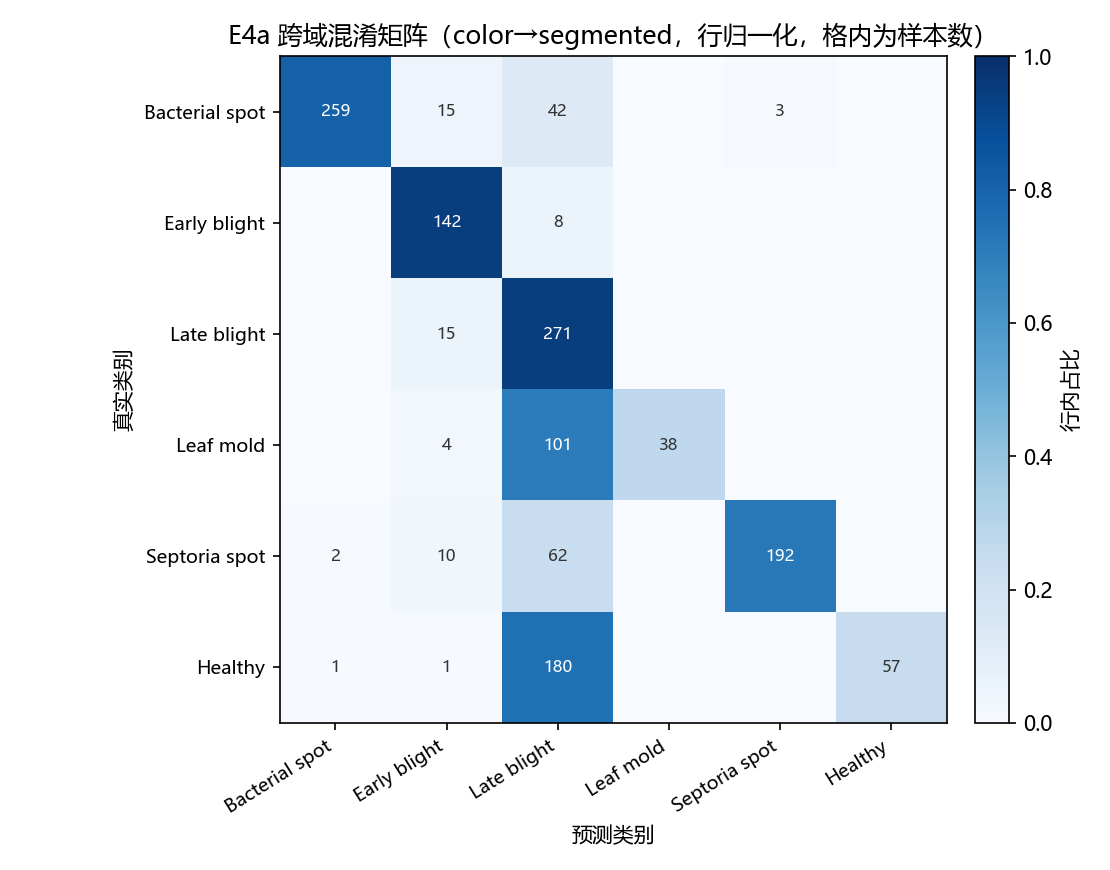 E4a 跨域混淆矩阵（color→segmented，行归一化，格内为样本数）
Bacterial spot 259 15 42 3
Early blight 142 8
Late blight 15 271
Leaf mold 4 101 38
Septoria spot 2 10 62 192
Healthy 1 1 180 57
真实类别
Bacterial spot Early blight Late blight Leaf mold Septoria spot Healthy
预测类别
1.0
0.8
0.6
0.4
0.2
0.0
行内占比